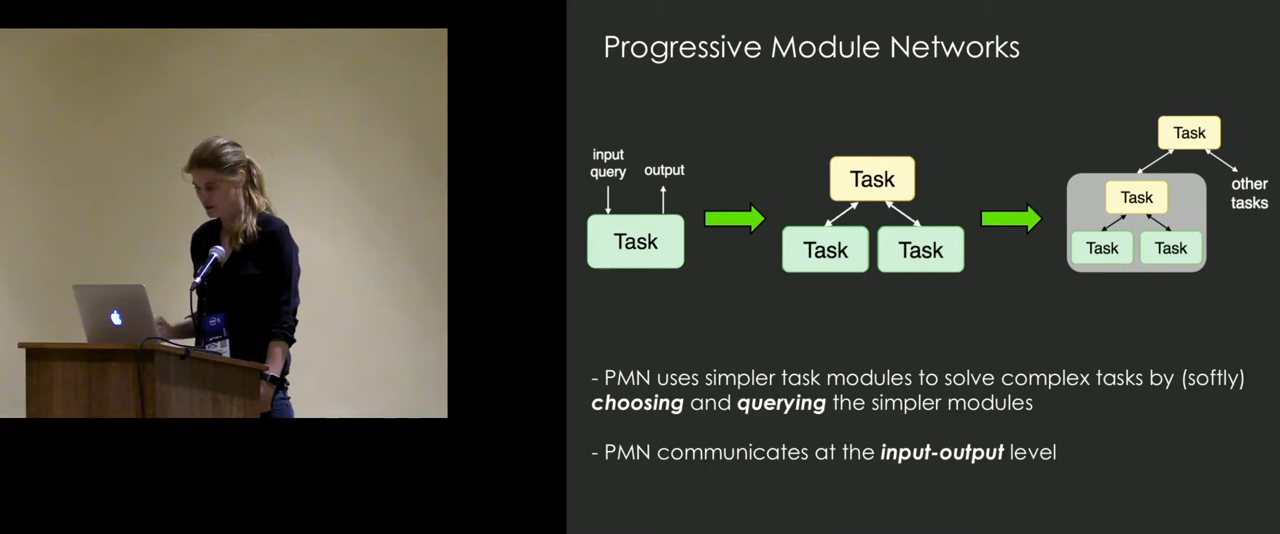 Progressive Module Networks
input
query
output
Task
Task
Task
Task
Task
other
tasks
Task
Task
Task
- PMN uses simpler task modules to solve complex tasks by (softly)
choosing and querying the simpler modules
- PMN communicates at the input-output level